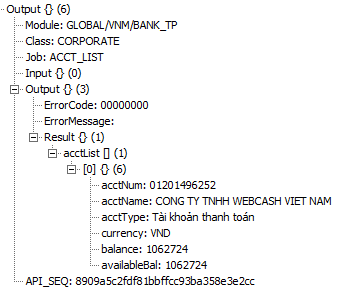 Output {} (6)
Module: GLOBAL/VNM/BANK_TP
Class: CORPORATE
Job: ACCT_LIST
Input {} (0)
Output {} (3)
ErrorCode: 00000000
ErrorMessage:
Result {} (1)
acctList [] (1)
[0] {} (6)
acctNum: 01201496252
acctName: CONG TY TNHH WEBCASH VIET NAM
acctType: Tài khoản thanh toán
currency: VND
balance: 1062724
availableBal: 1062724
API_SEQ: 8909a5c2fdf81bbffcc93ba358e3e2cc